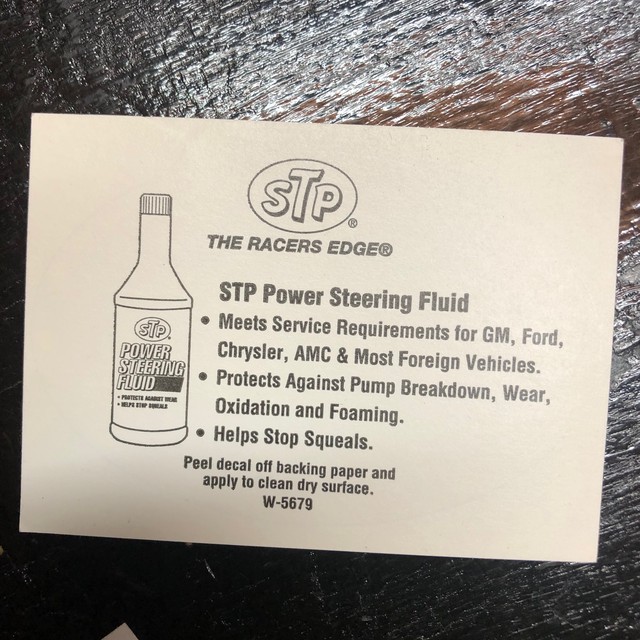 STP®
THE RACERS EDGE®
STP Power Steering Fluid
• Meets Service Requirements for GM, Ford,
Chrysler, AMC & Most Foreign Vehicles.
• Protects Against Pump Breakdown, Wear,
Oxidation and Foaming.
• Helps Stop Squeals.
Peel decal off backing paper and
apply to clean dry surface.
W-5679
STP®
POWER
STEERING
FLUID
• PROTECTS AGAINST WEAR
• HELPS STOP SQUEALS